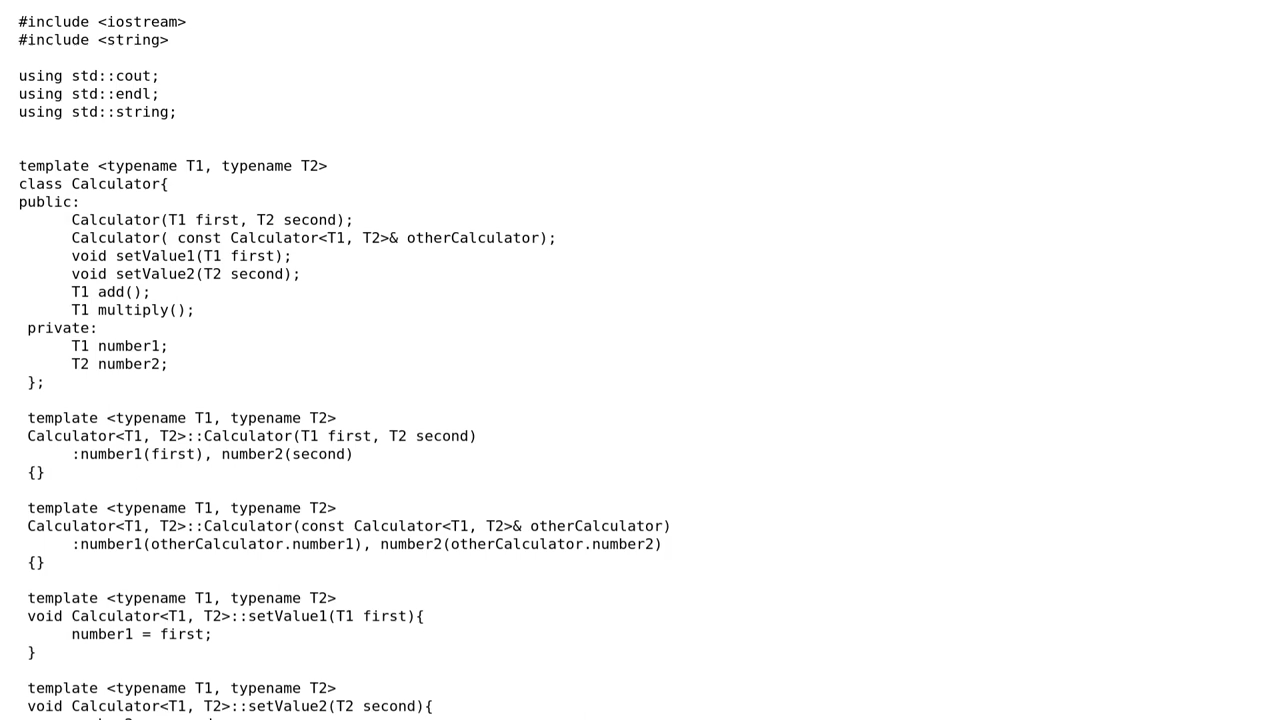 #include <iostream>
#include <string>
using std::cout;
using std::endl;
using std::string;
template <typename T1, typename T2>
class Calculator{
public:
Calculator(T1 first, T2 second);
Calculator( const Calculator<T1, T2>& otherCalculator);
void setValue1(T1 first);
void setValue2(T2 second);
T1 add();
T1 multiply();
private:
T1 number1;
T2 number2;
};
template <typename T1, typename T2>
Calculator<T1, T2>::Calculator(T1 first, T2 second)
:number1(first), number2(second)
{}
template <typename T1, typename T2>
Calculator<T1, T2>::Calculator(const Calculator<T1, T2>& otherCalculator)
:number1(otherCalculator.number1), number2(otherCalculator.number2)
{}
template <typename T1, typename T2>
void Calculator<T1, T2>::setValue1(T1 first){
number1 = first;
}
template <typename T1, typename T2>
void Calculator<T1, T2>::setValue2(T2 second){